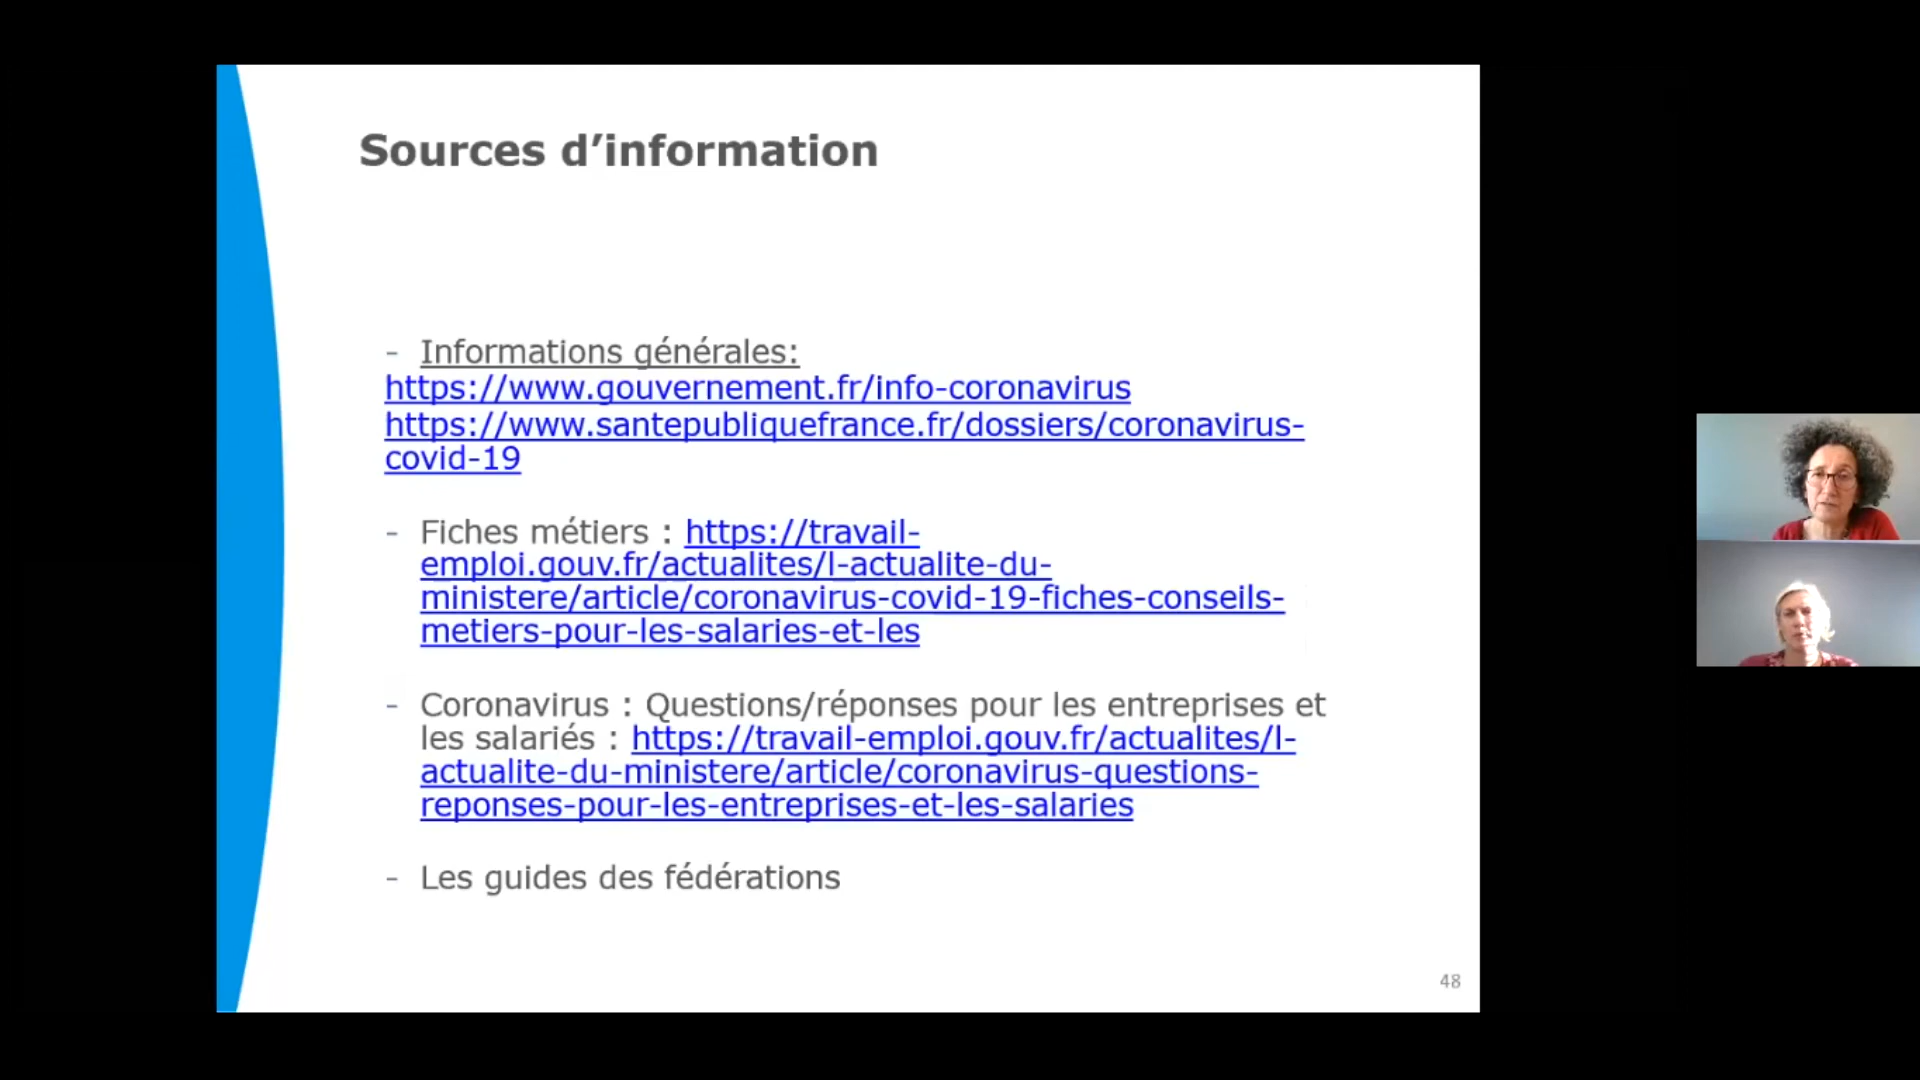 Sources d’information
- Informations générales:
https://www.gouvernement.fr/info-coronavirus
https://www.santepubliquefrance.fr/dossiers/coronavirus-
covid-19
- Fiches métiers : https://travail-
emploi.gouv.fr/actualites/l-actualite-du-
ministere/article/coronavirus-covid-19-fiches-conseils-
metiers-pour-les-salaries-et-les
- Coronavirus : Questions/réponses pour les entreprises et
les salariés : https://travail-emploi.gouv.fr/actualites/l-
actualite-du-ministere/article/coronavirus-questions-
reponses-pour-les-entreprises-et-les-salaries
- Les guides des fédérations
48